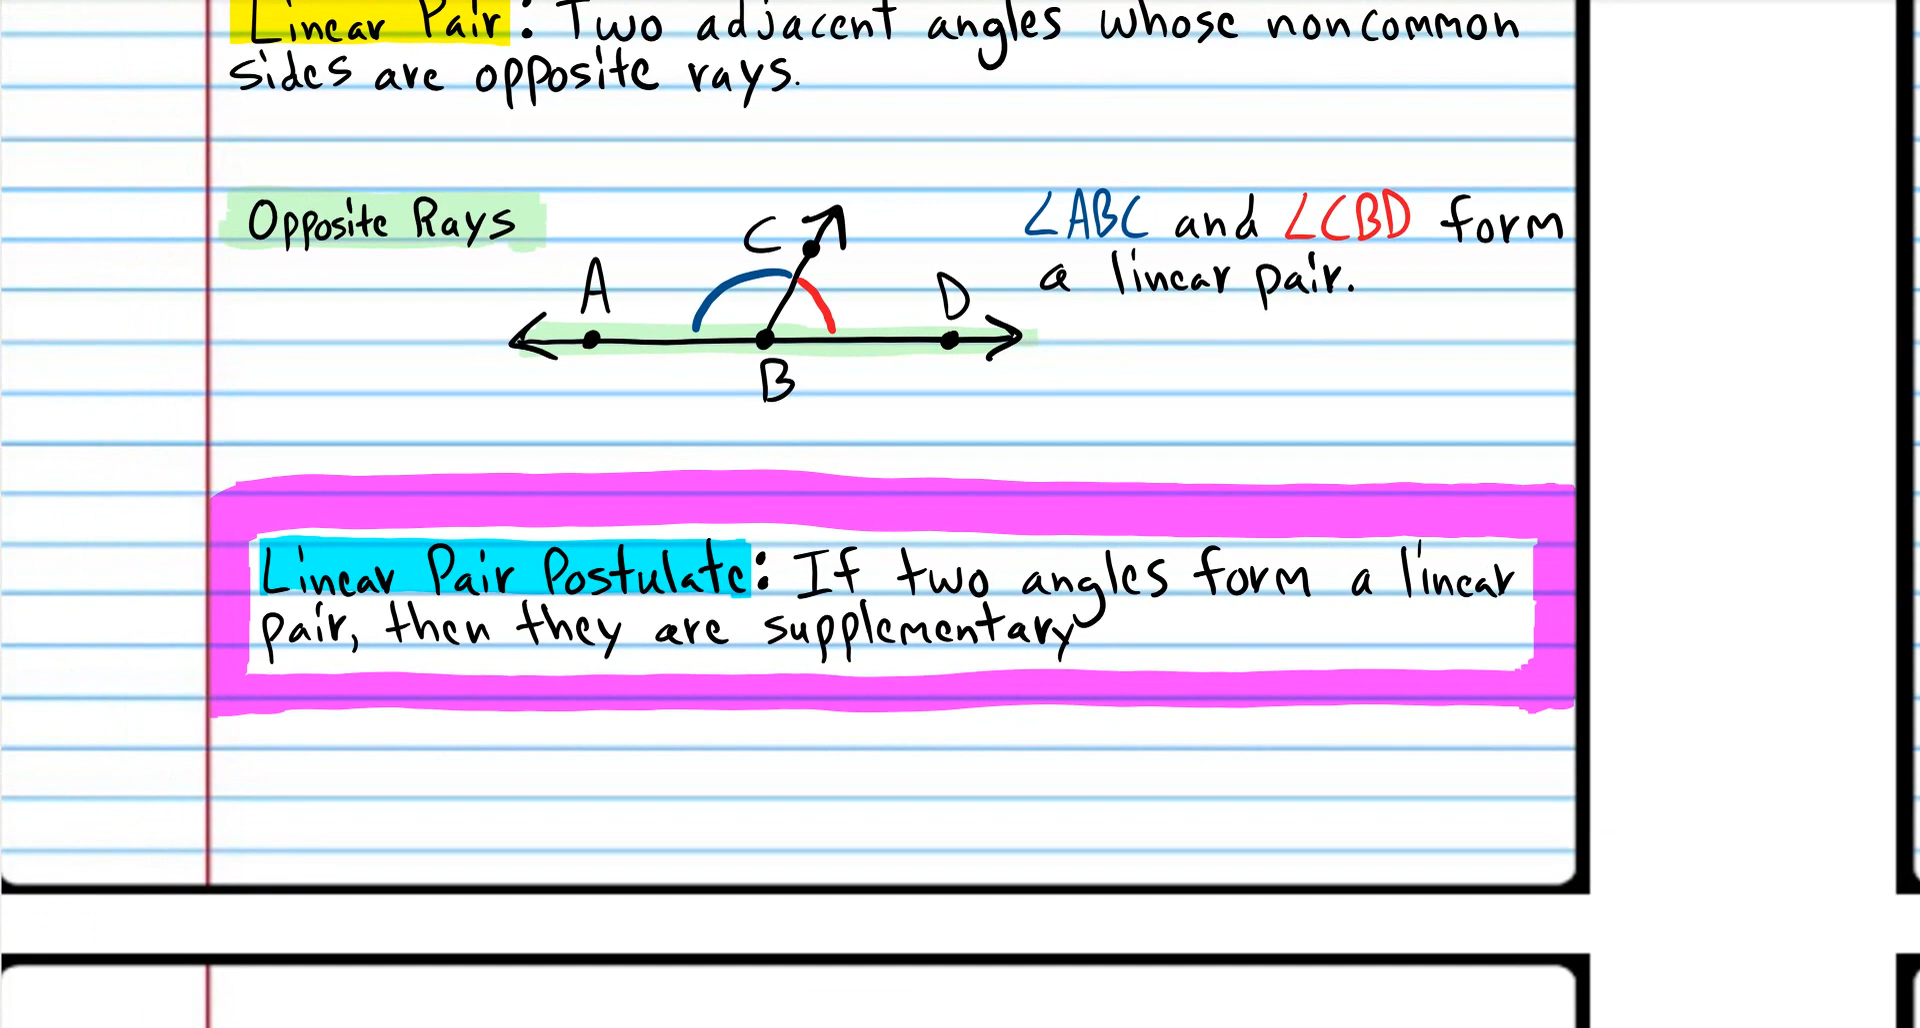 Linear Pair: Two adjacent angles whose noncommon
sides are opposite rays.
Opposite Rays
C
∠ABC and ∠CBD form
a linear pair.
A
D
B
Linear Pair Postulate: If two angles form a linear
pair, then they are supplementary